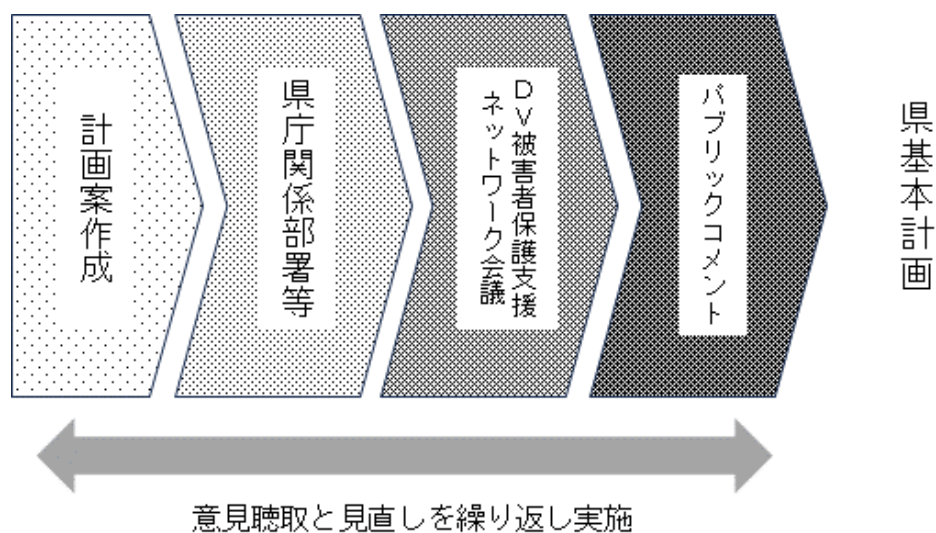 計画案作成
県庁関係部署等
DV被害者保護支援
ネットワーク会議
パブリックコメント
県基本計画
意見聴取と見直しを繰り返し実施